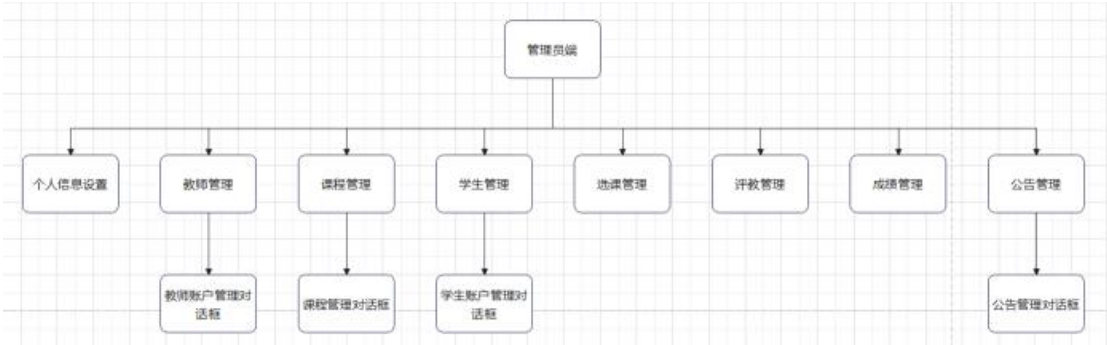 管理员端
个人信息设置
教师管理
课程管理
学生管理
选课管理
评教管理
成绩管理
公告管理
教师账户管理对
话框
课程管理对话框
学生账户管理对
话框
公告管理对话框